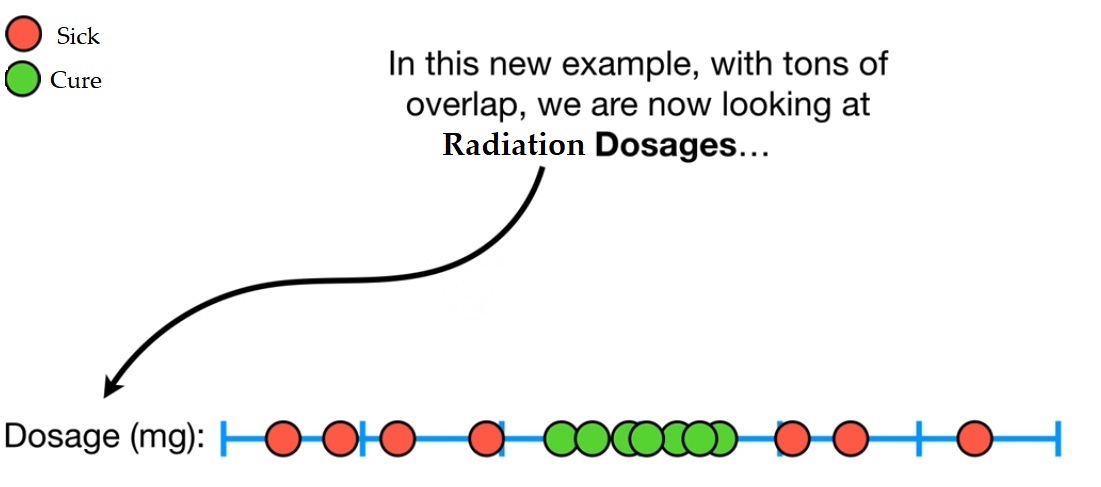 Sick
Cure
In this new example, with tons of
overlap, we are now looking at
Radiation Dosages...
Dosage (mg):